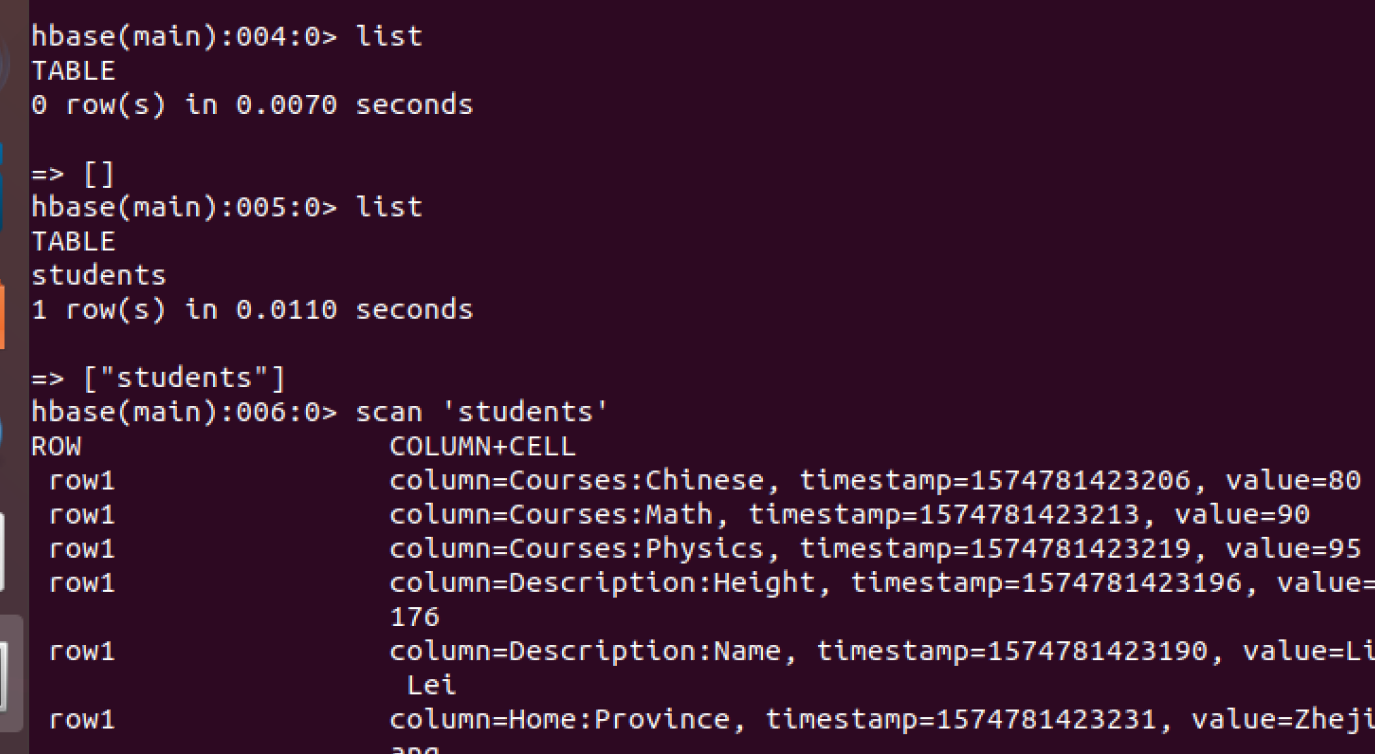 hbase(main):004:0> list
TABLE
0 row(s) in 0.0070 seconds
=> []
hbase(main):005:0> list
TABLE
students
1 row(s) in 0.0110 seconds
=> ["students"]
hbase(main):006:0> scan 'students'
ROW COLUMN+CELL
row1 column=Courses:Chinese, timestamp=1574781423206, value=80
row1 column=Courses:Math, timestamp=1574781423213, value=90
row1 column=Courses:Physics, timestamp=1574781423219, value=95
row1 column=Description:Height, timestamp=1574781423196, value=
176
row1 column=Description:Name, timestamp=1574781423190, value=Li
Lei
row1 column=Home:Province, timestamp=1574781423231, value=Zheji
ang